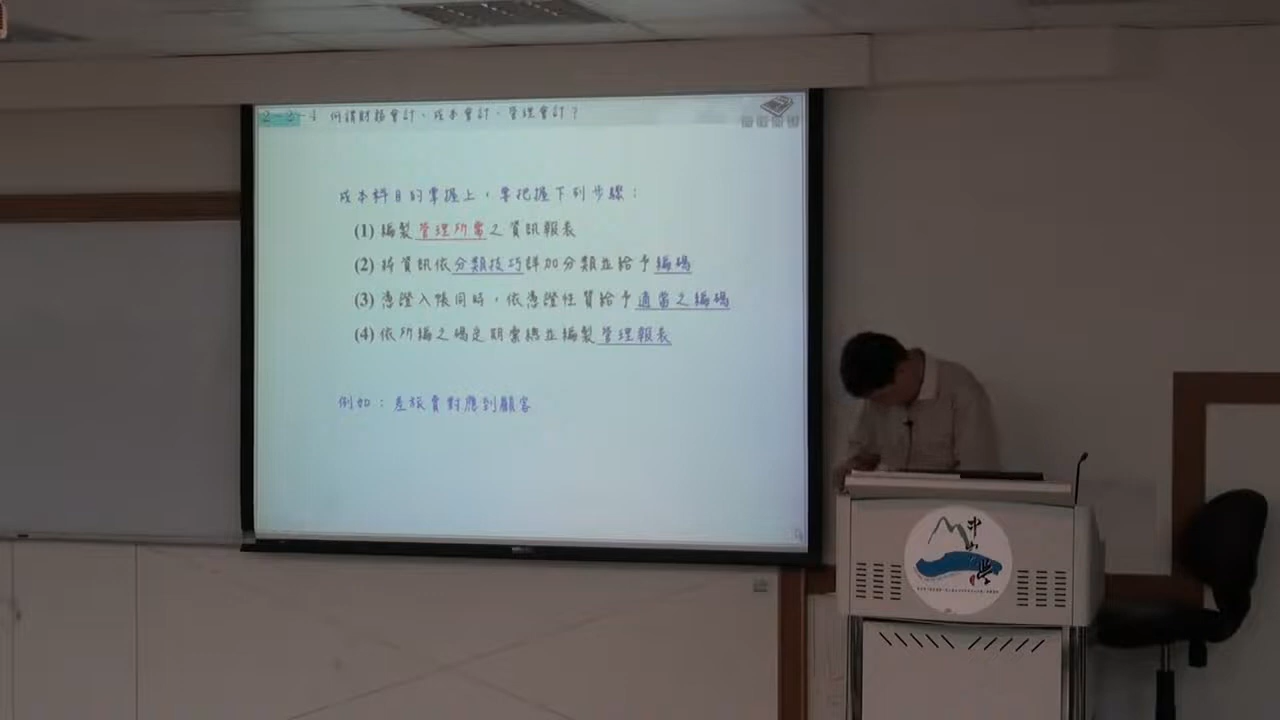 2-2-4 何謂財務會計、成本會計、管理會計？
成本科目的掌握上，要把握下列步驟：
(1) 編製管理所需之資訊報表
(2) 將資訊依分類技巧詳加分類並給予編碼
(3) 憑證入帳同時，依憑證性質給予適當之編碼
(4) 依所編之碼定期彙總並編製管理報表
例如：差旅費對應到顧客